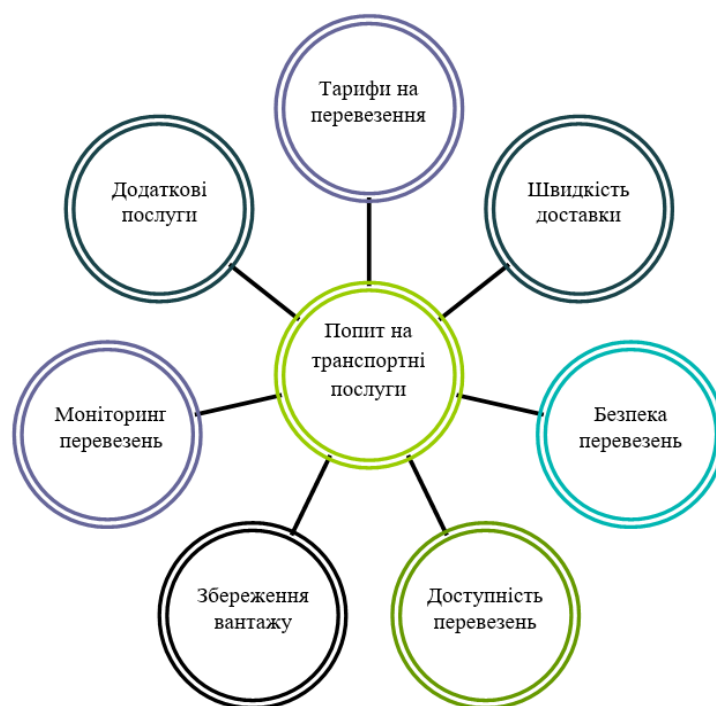 Тарифи на
перевезення
Додаткові
послуги
Швидкість
доставки
Попит на
транспортні
послуги
Моніторинг
перевезень
Безпека
перевезень
Збереження
вантажу
Доступність
перевезень